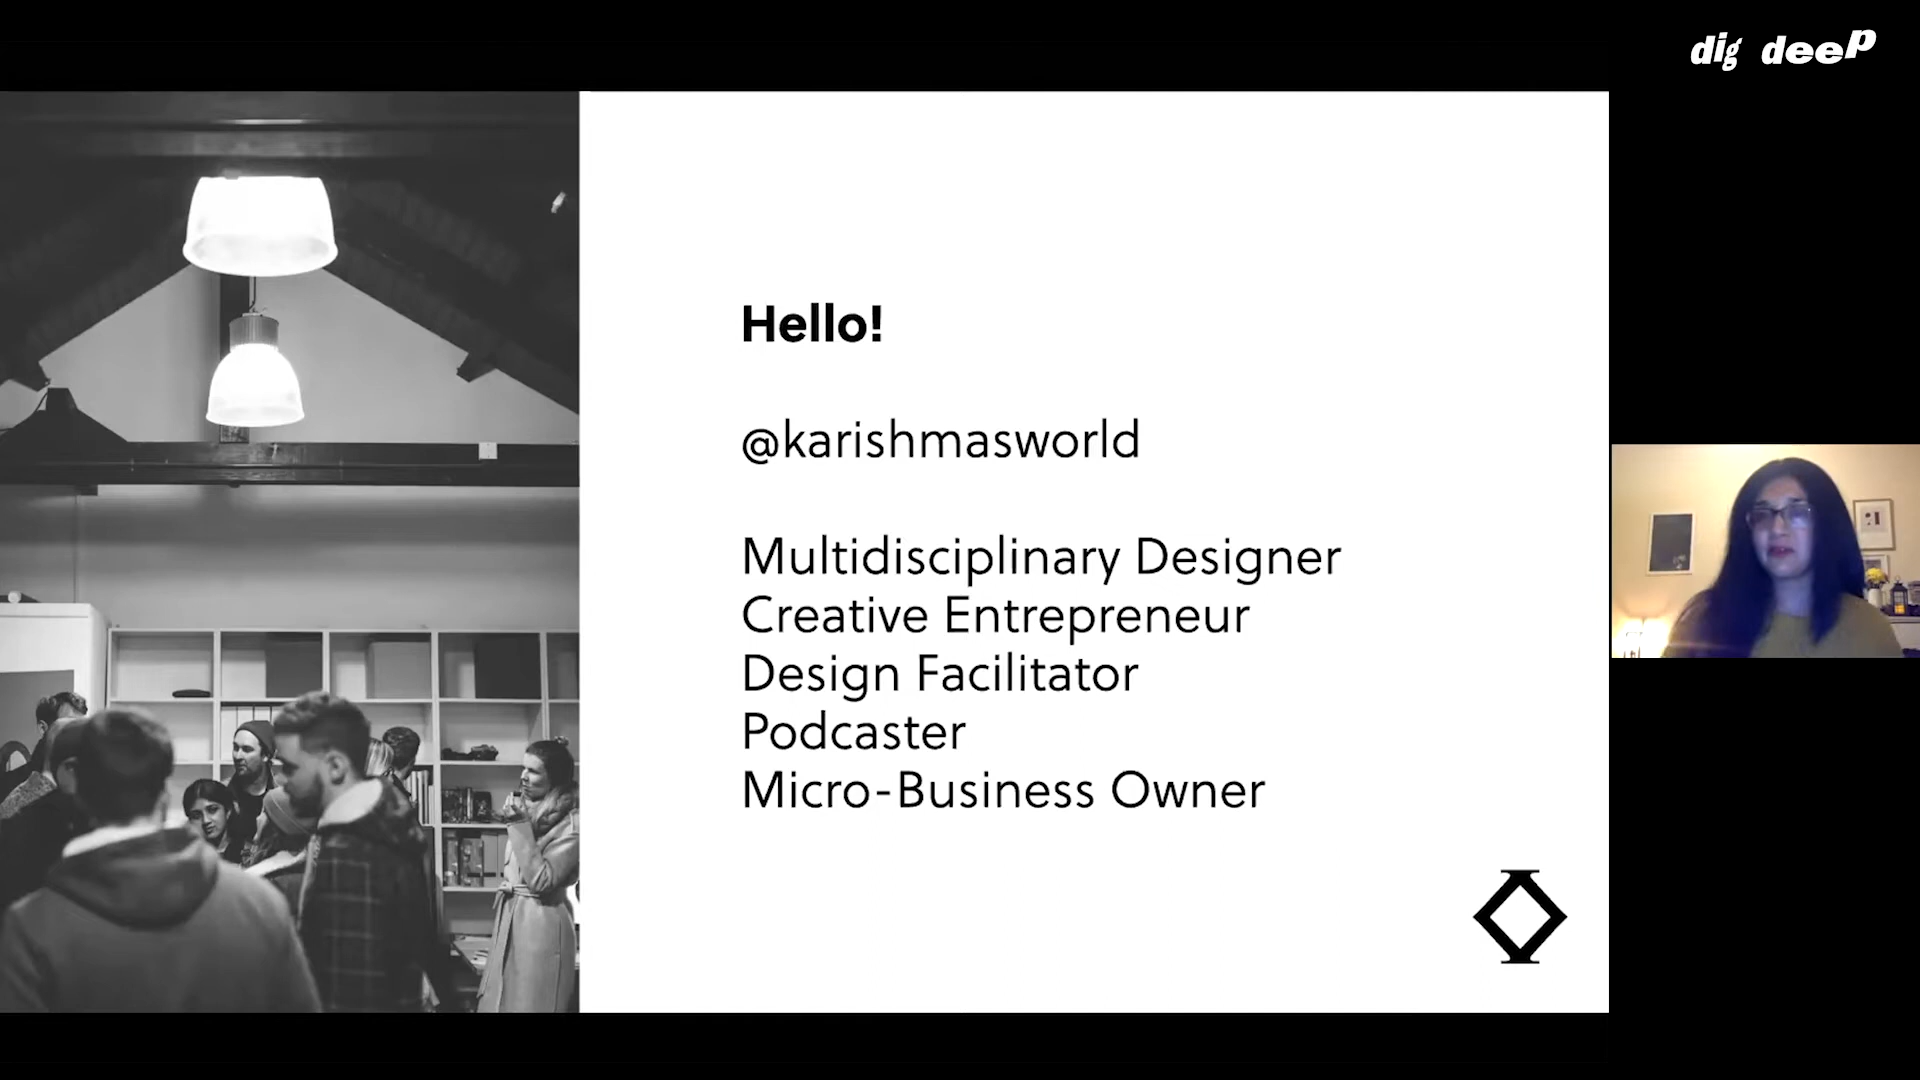 dig deep
Hello!
@karishmasworld
Multidisciplinary Designer
Creative Entrepreneur
Design Facilitator
Podcaster
Micro-Business Owner